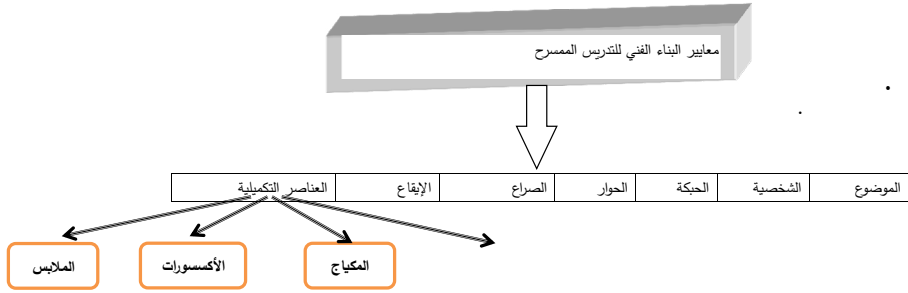 معايير البناء الفني للتدريس الممسرح
الموضوع الشخصية الحبكة الحوار الصراع الإيقاع العناصر التكميلية
المكياج الأكسسورات الملابس